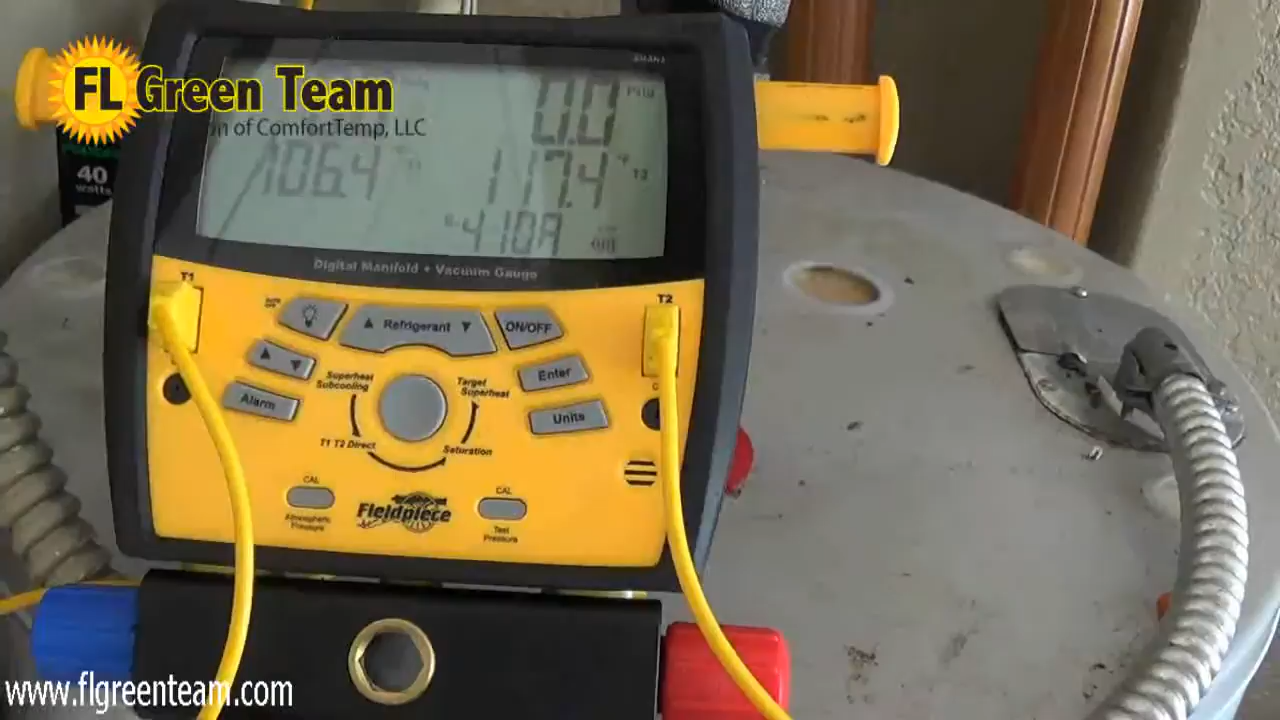 FL Green Team
on of ComfortTemp, LLC
www.flgreenteam.com
40
watts
0.0
Psig
106.4
117.4
T2
410A
Digital Manifold + Vacuum Gauge
T1
T2
Refrigerant
ON/OFF
Enter
Units
Alarm
Superheat
Subcooling
Target
Superheat
T1 T2 Direct
Saturation
CAL
Atmospheric
Pressure
CAL
Test
Pressure
Fieldpiece